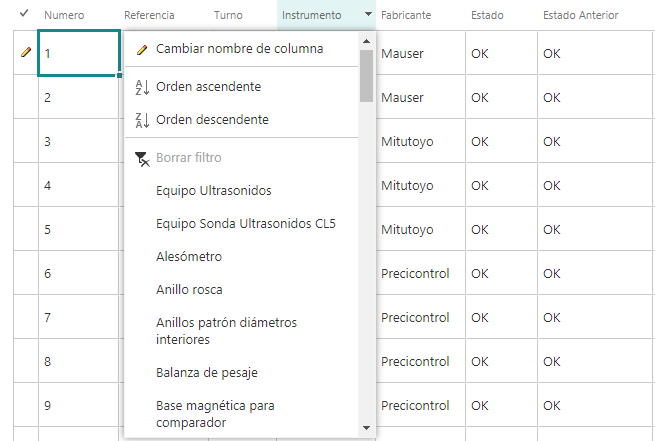 Numero Referencia Turno Instrumento Fabricante Estado Estado Anterior
Cambiar nombre de columna
Orden ascendente
Orden descendente
Borrar filtro
Equipo Ultrasonidos
Equipo Sonda Ultrasonidos CL5
Alesómetro
Anillo rosca
Anillos patrón diámetros
interiores
Balanza de pesaje
Base magnética para
comparador
1 Mauser OK OK
2 Mauser OK OK
3 Mitutoyo OK OK
4 Mitutoyo OK OK
5 Mitutoyo OK OK
6 Precicontrol OK OK
7 Precicontrol OK OK
8 Precicontrol OK OK
9 Precicontrol OK OK